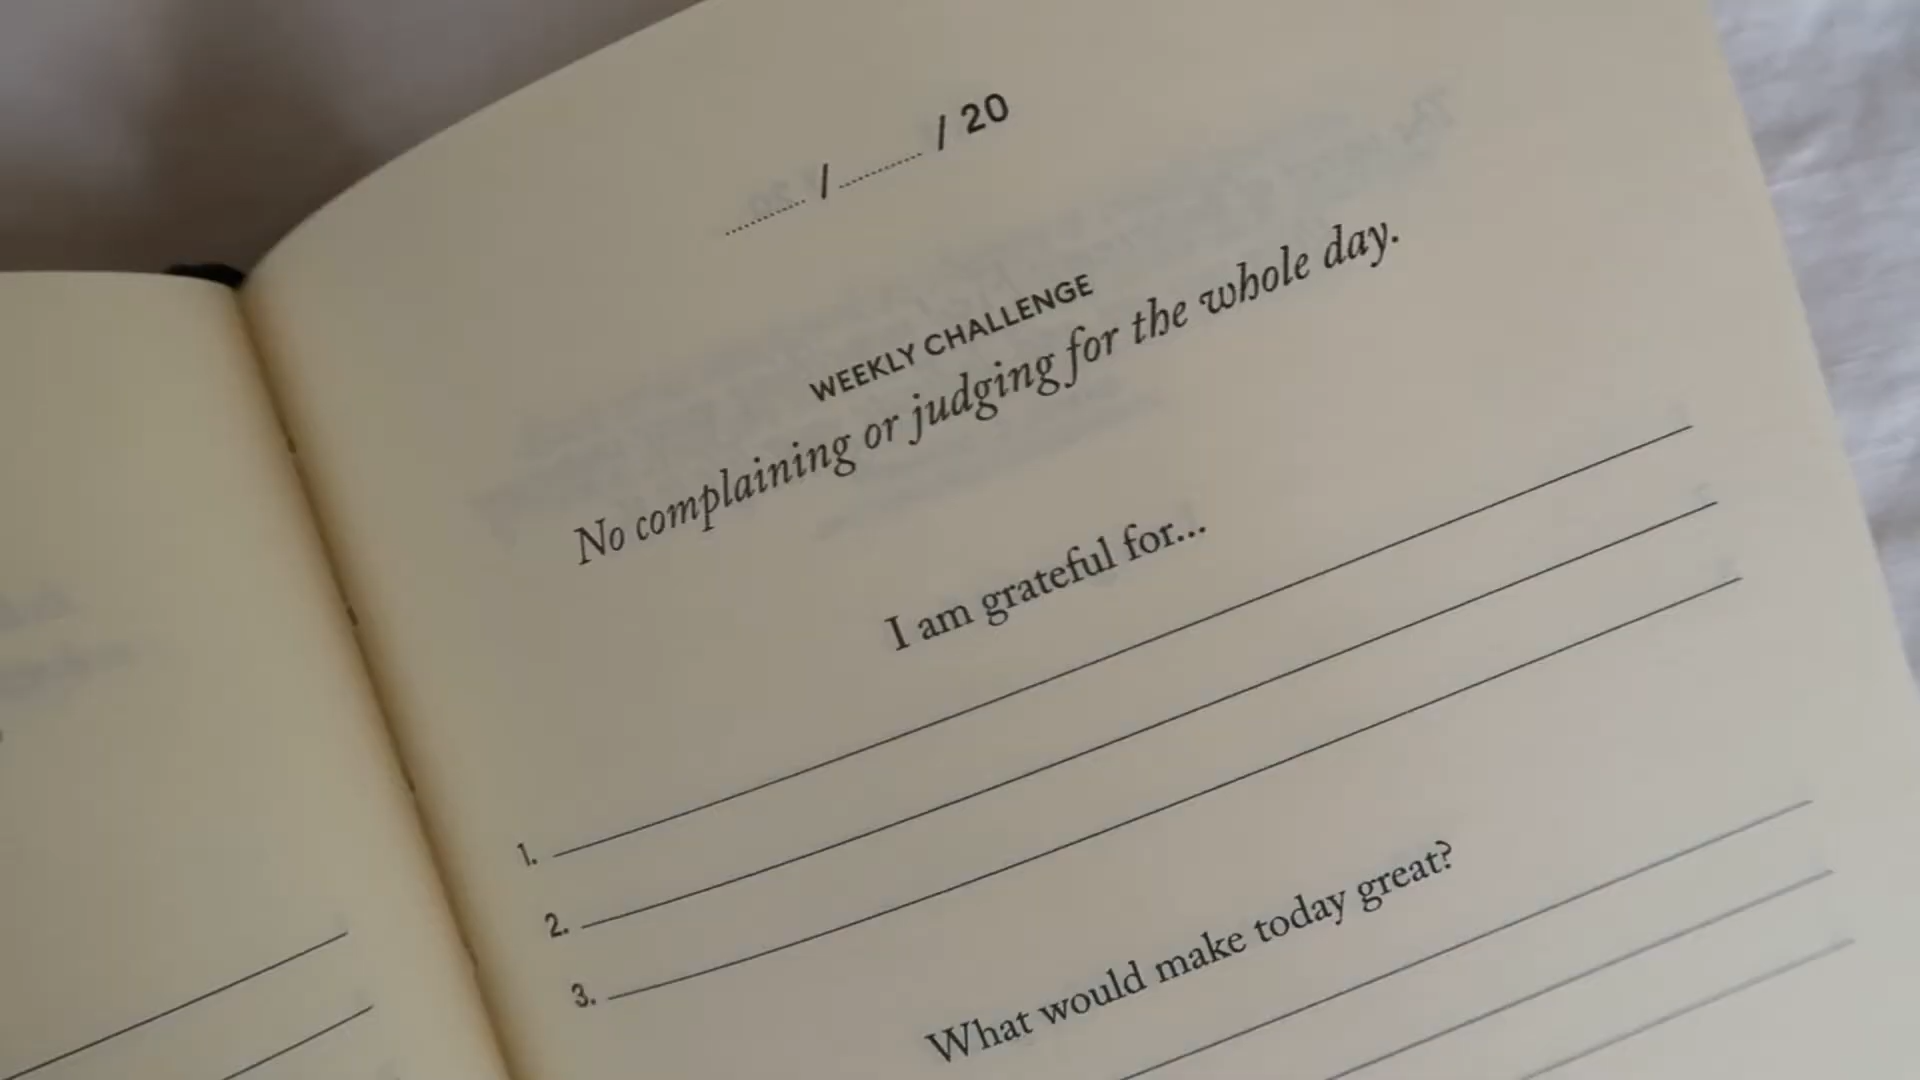 / / 20
WEEKLY CHALLENGE
No complaining or judging for the whole day.
I am grateful for...
1.
2.
3.
What would make today great?